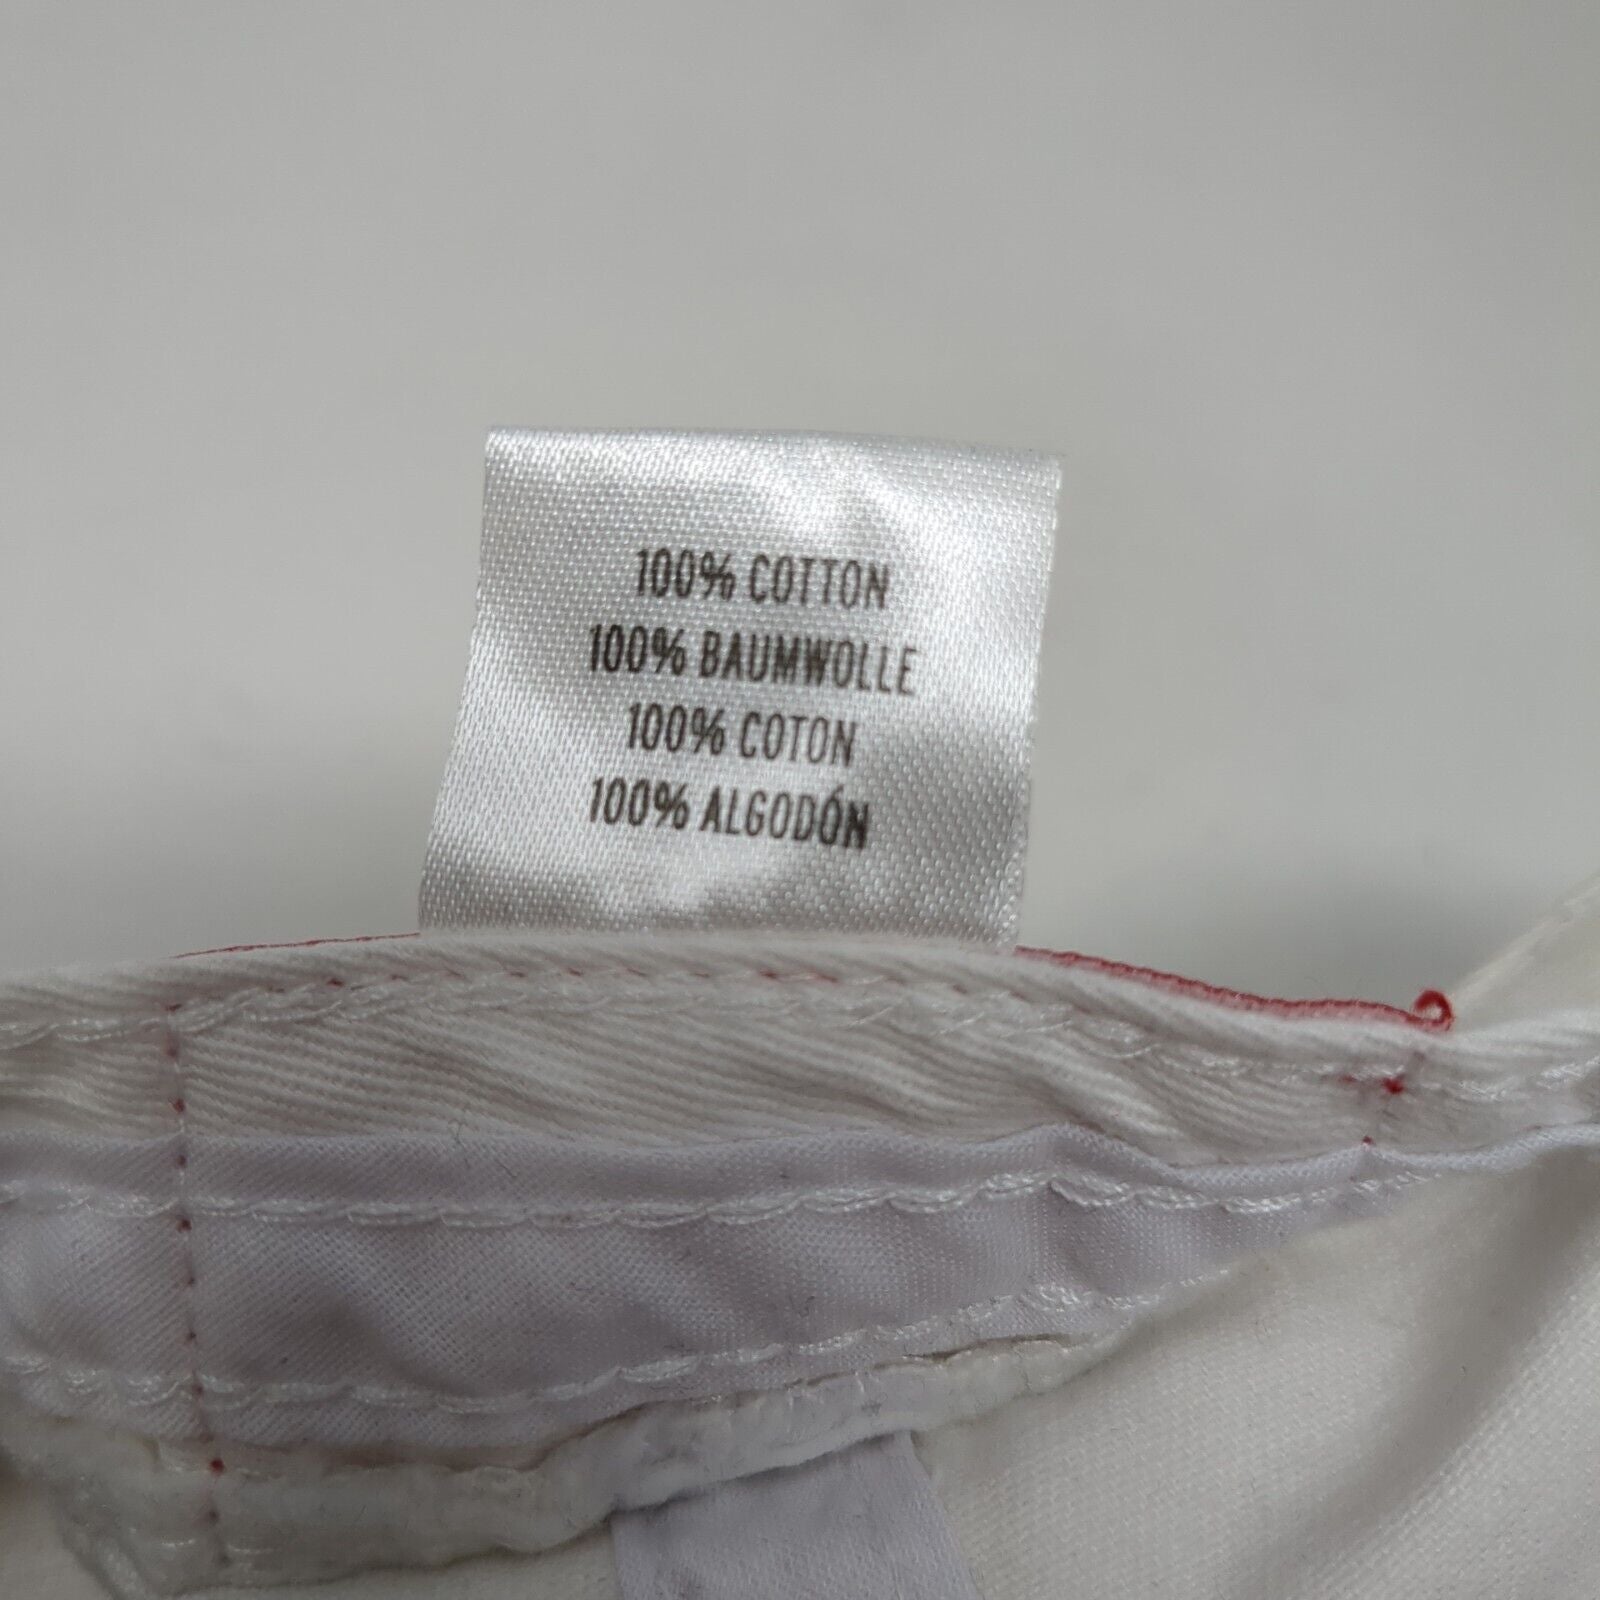 100% COTTON
100% BAUMWOLLE
100% COTON
100% ALGODÓN